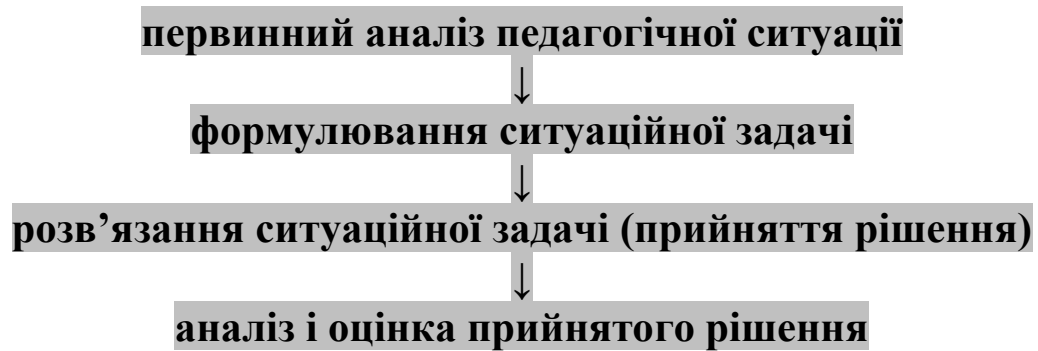 первинний аналіз педагогічної ситуації
↓
формулювання ситуаційної задачі
↓
розв’язання ситуаційної задачі (прийняття рішення)
↓
аналіз і оцінка прийнятого рішення